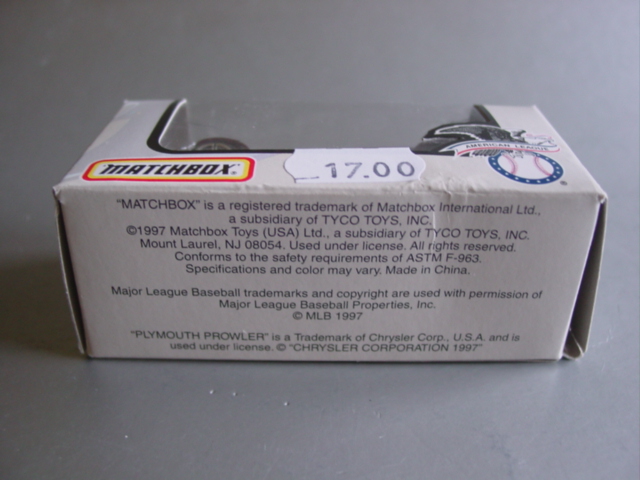 MATCHBOX
17.00
AMERICAN LEAGUE
®
"MATCHBOX" is a registered trademark of Matchbox International Ltd.,
a subsidiary of TYCO TOYS, INC.
©1997 Matchbox Toys (USA) Ltd., a subsidiary of TYCO TOYS, INC.
Mount Laurel, NJ 08054. Used under license. All rights reserved.
Conforms to the safety requirements of ASTM F-963.
Specifications and color may vary. Made in China.
Major League Baseball trademarks and copyright are used with permission of
Major League Baseball Properties, Inc.
© MLB 1997
"PLYMOUTH PROWLER" is a Trademark of Chrysler Corp., U.S.A. and is
used under license. © "CHRYSLER CORPORATION 1997"